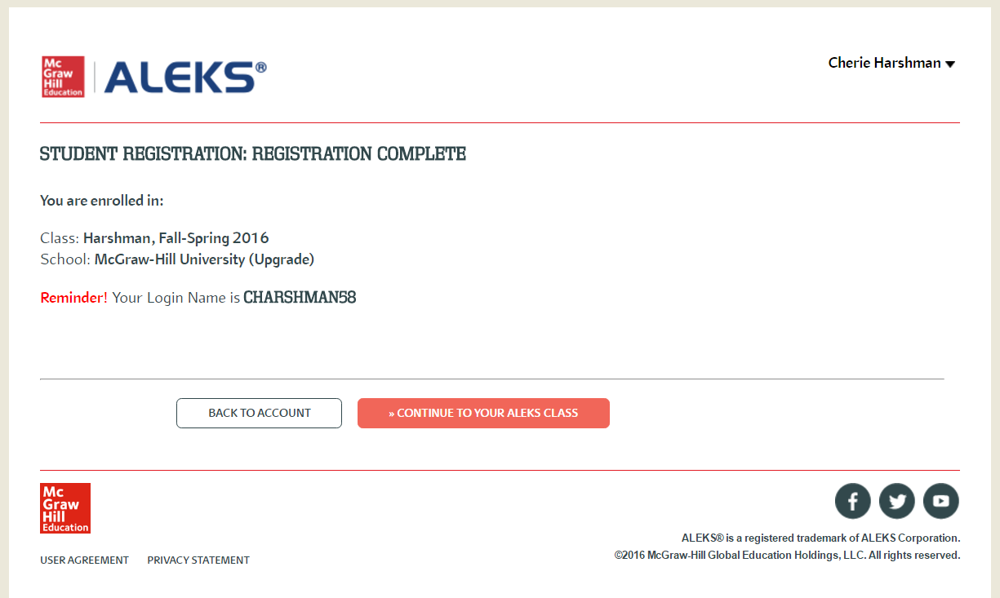 Mc
Graw
Hill
Education
ALEKS®
Cherie Harshman
STUDENT REGISTRATION: REGISTRATION COMPLETE
You are enrolled in:
Class: Harshman, Fall-Spring 2016
School: McGraw-Hill University (Upgrade)
Reminder! Your Login Name is CHARSHMAN58
BACK TO ACCOUNT
» CONTINUE TO YOUR ALEKS CLASS
Mc
Graw
Hill
Education
ALEKS® is a registered trademark of ALEKS Corporation.
©2016 McGraw-Hill Global Education Holdings, LLC. All rights reserved.
USER AGREEMENT PRIVACY STATEMENT